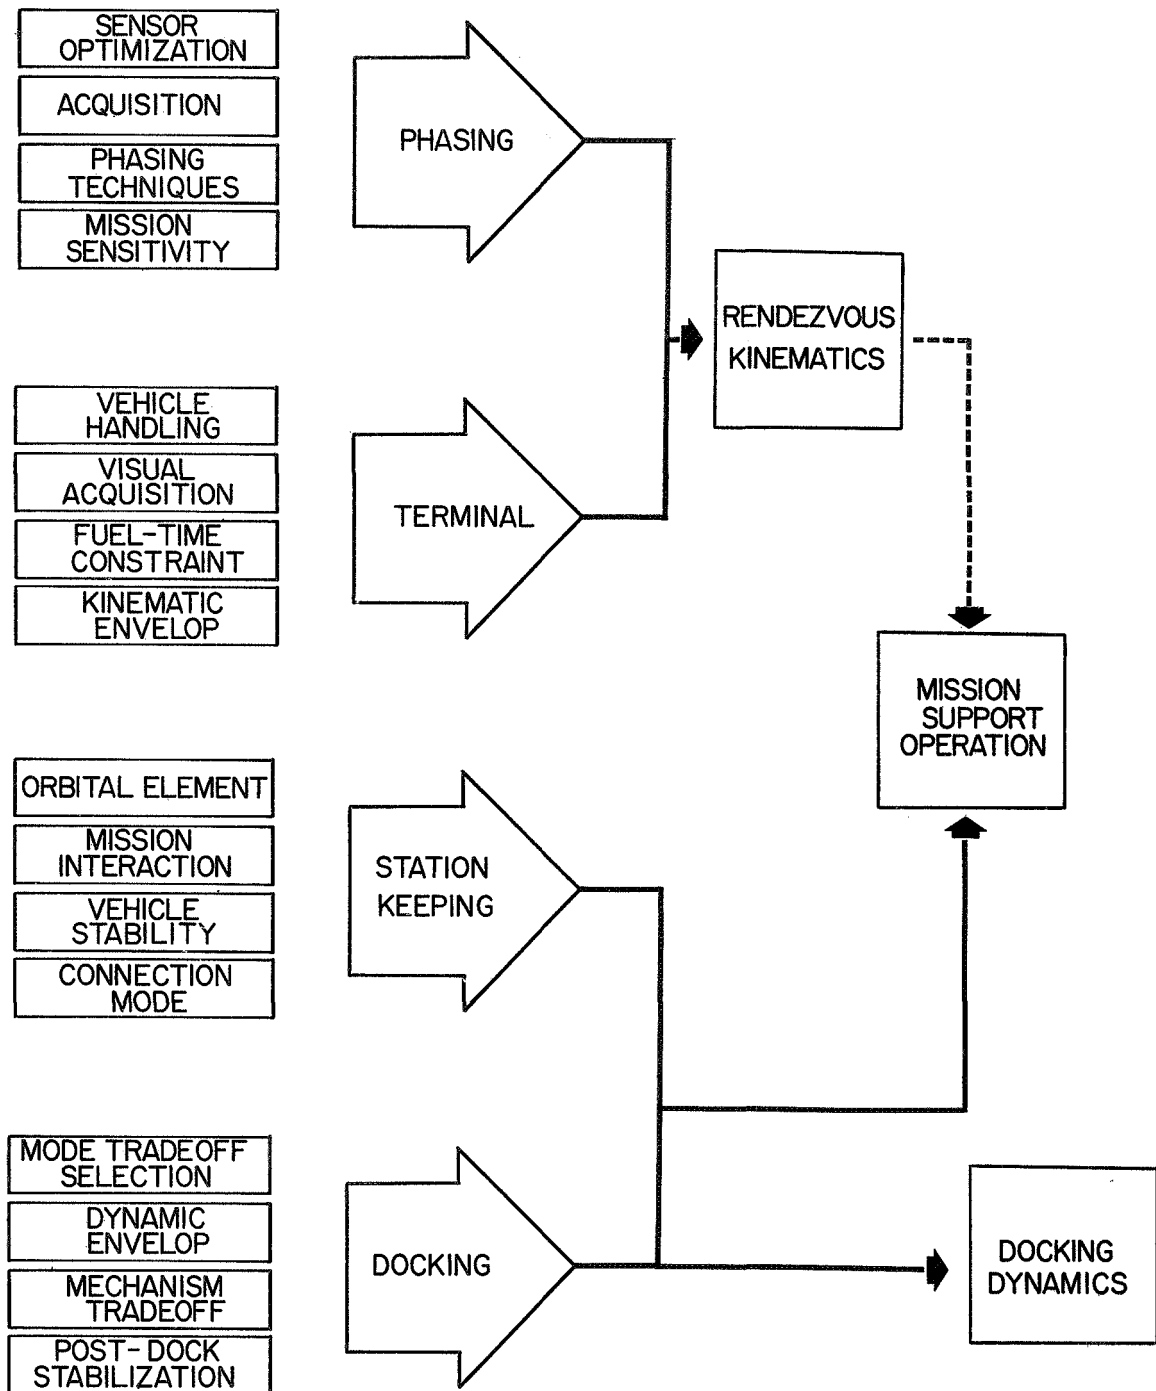 SENSOR
OPTIMIZATION
ACQUISITION
PHASING
TECHNIQUES
MISSION
SENSITIVITY
PHASING
RENDEZVOUS
KINEMATICS
VEHICLE
HANDLING
VISUAL
ACQUISITION
FUEL-TIME
CONSTRAINT
KINEMATIC
ENVELOP
TERMINAL
MISSION
SUPPORT
OPERATION
ORBITAL ELEMENT
MISSION
INTERACTION
VEHICLE
STABILITY
CONNECTION
MODE
STATION
KEEPING
MODE TRADEOFF
SELECTION
DYNAMIC
ENVELOP
MECHANISM
TRADEOFF
POST-DOCK
STABILIZATION
DOCKING
DOCKING
DYNAMICS